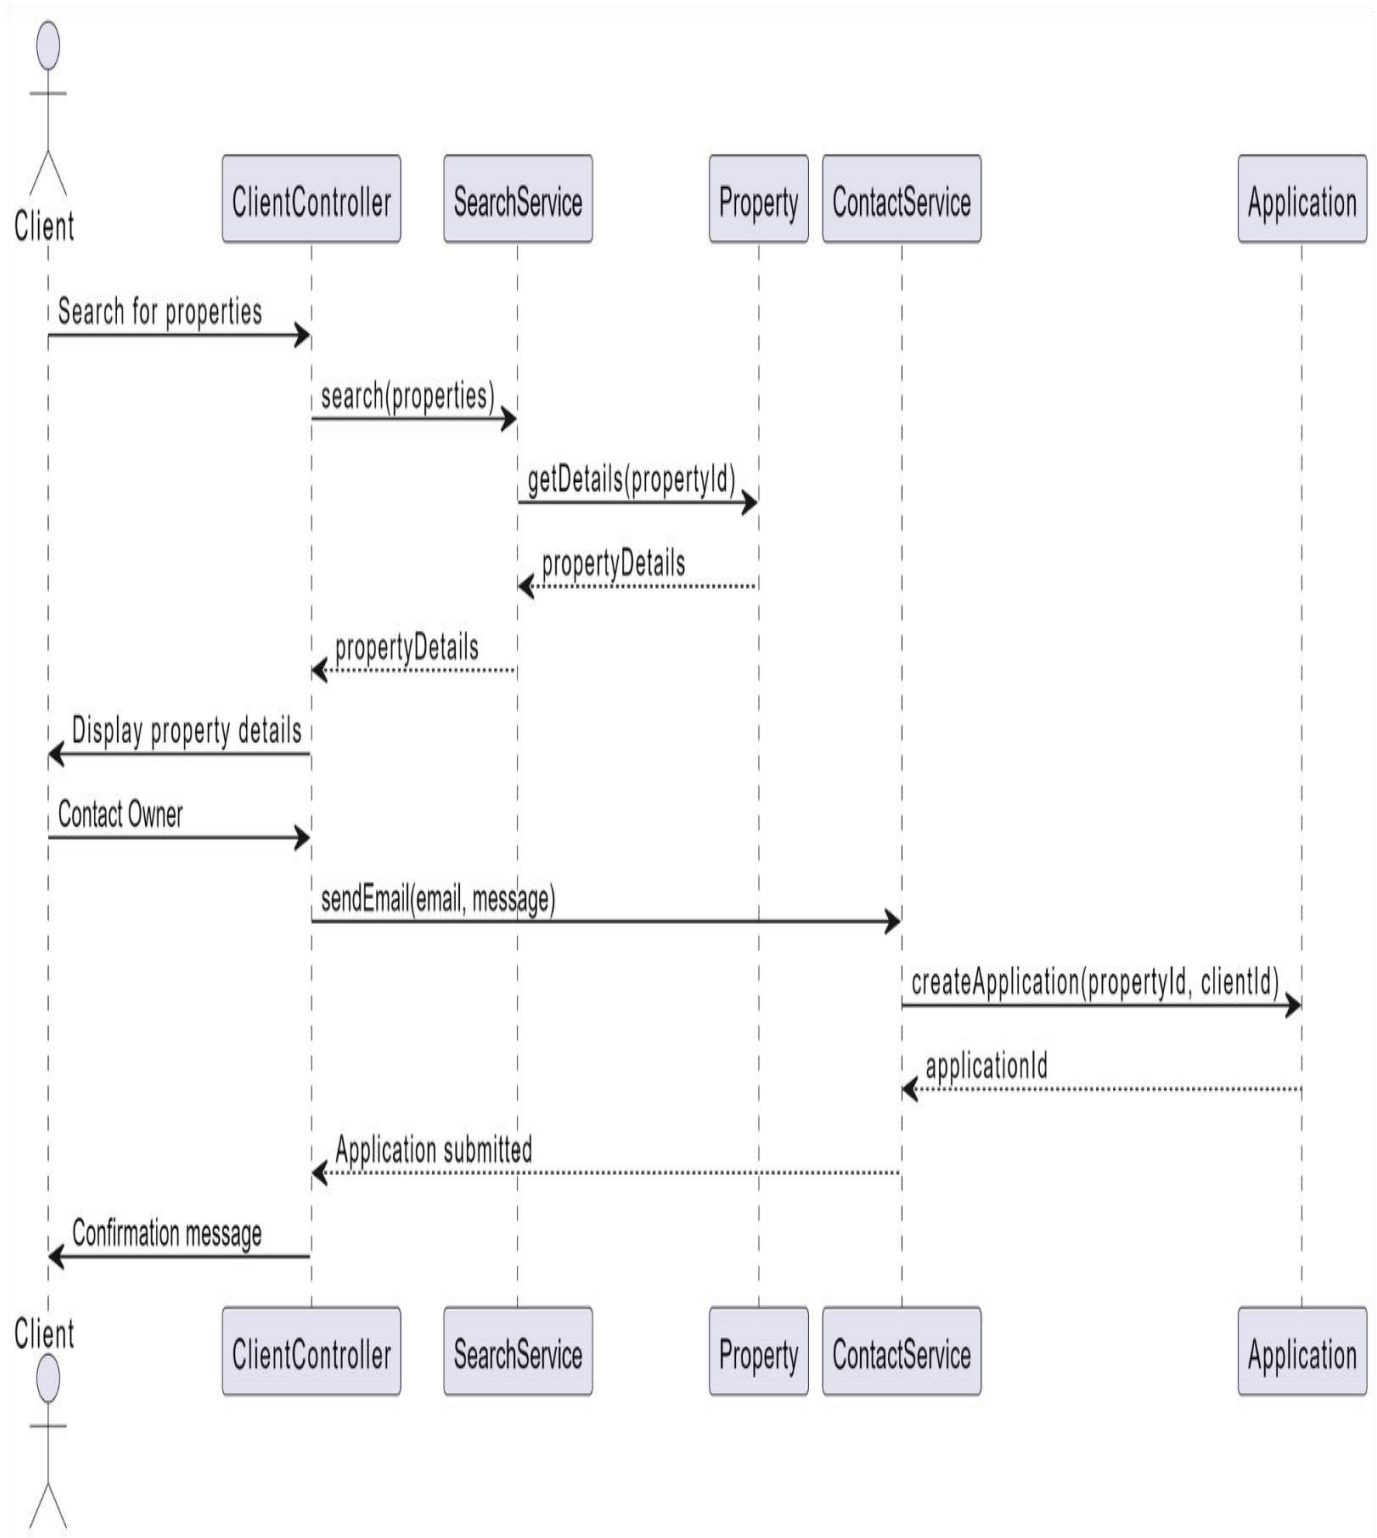 Client
ClientController
SearchService
Property
ContactService
Application
Search for properties
search(properties)
getDetails(propertyId)
propertyDetails
propertyDetails
Display property details
Contact Owner
sendEmail(email, message)
createApplication(propertyId, clientId)
applicationId
Application submitted
Confirmation message
Client
ClientController
SearchService
Property
ContactService
Application